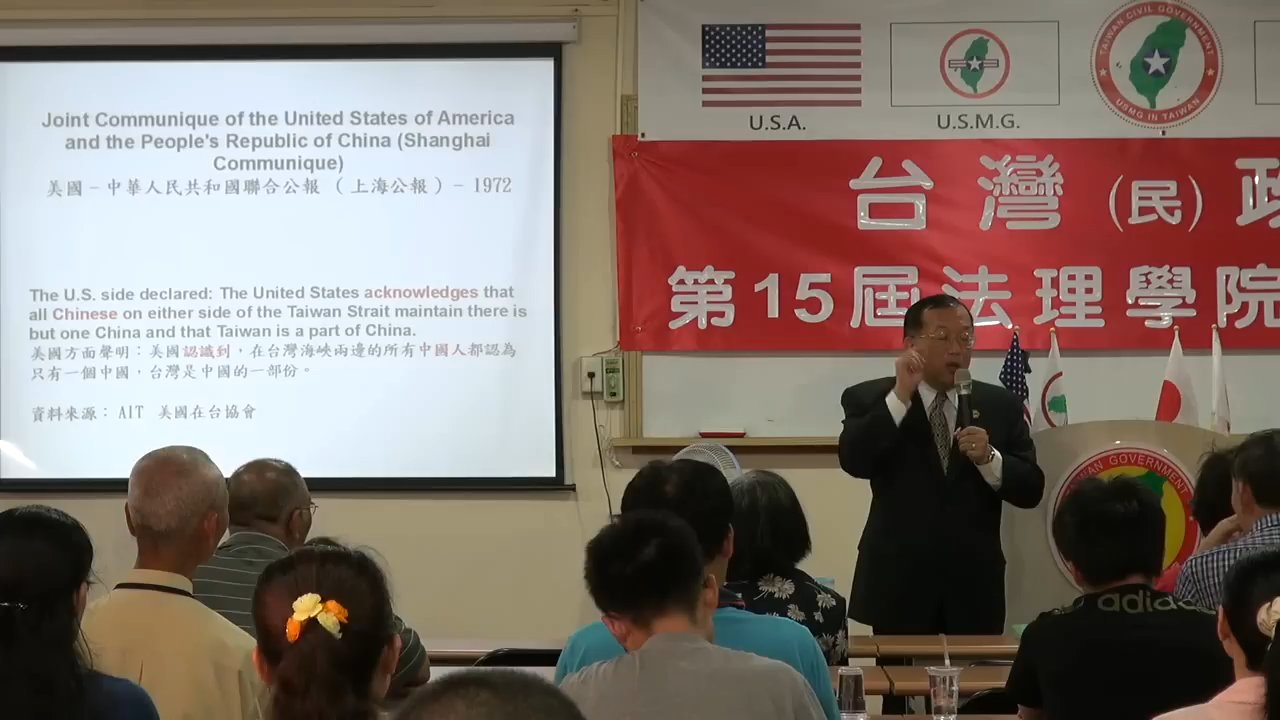 Joint Communique of the United States of America
and the People's Republic of China (Shanghai
Communique)
美國－中華人民共和國聯合公報（上海公報）－1972
The U.S. side declared: The United States acknowledges that
all Chinese on either side of the Taiwan Strait maintain there is
but one China and that Taiwan is a part of China.
美國方面聲明：美國認識到，在台灣海峽兩邊的所有中國人都認為
只有一個中國，台灣是中國的一部份。
資料來源： AIT 美國在台協會
U.S.A.
U.S.M.G.
TAIWAN CIVIL GOVERNMENT
USMG IN TAIWAN
台灣（民）政
第15屆法理學院
TAIWAN GOVERNMENT
adidas